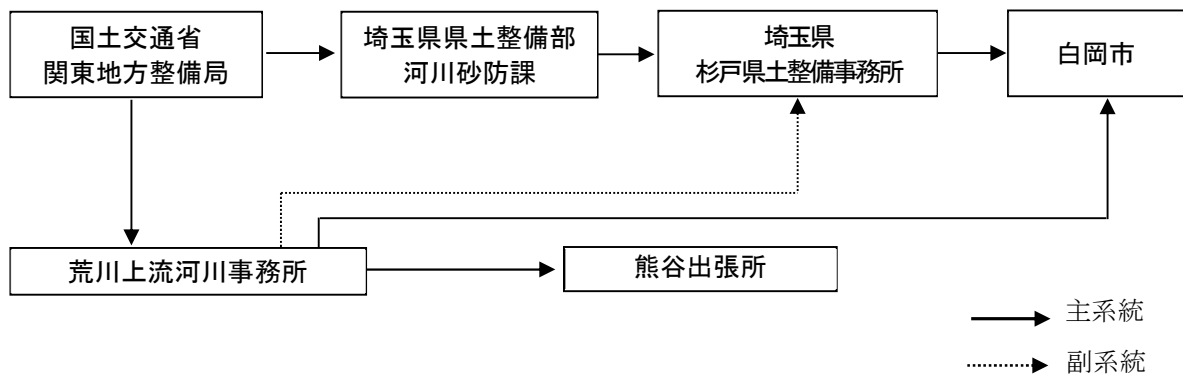 国土交通省
関東地方整備局
埼玉県県土整備部
河川砂防課
埼玉県
杉戸県土整備事務所
白岡市
荒川上流河川事務所
熊谷出張所
主系統
副系統